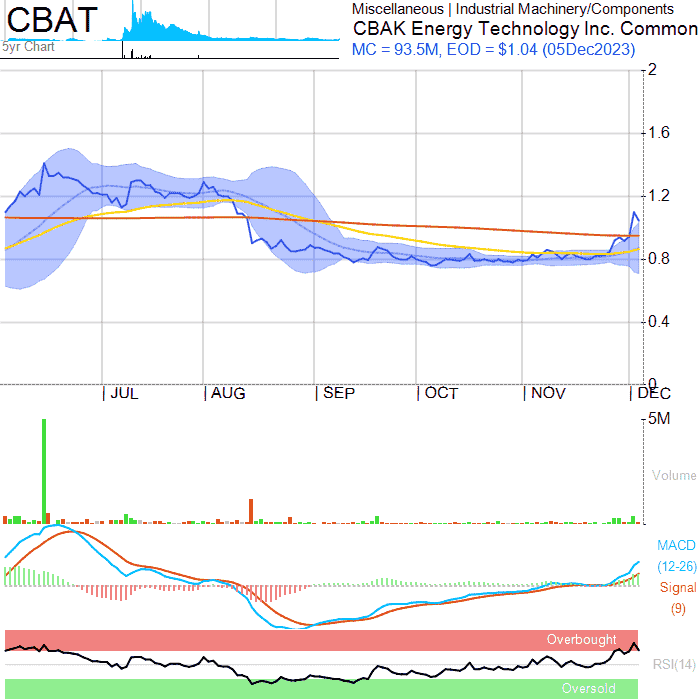 CBAT
5yr Chart
Miscellaneous | Industrial Machinery/Components
CBAK Energy Technology Inc. Common
MC = 93.5M, EOD = $1.04 (05Dec2023)
2
1.6
1.2
0.8
0.4
0
JUL AUG SEP OCT NOV DEC
5M
Volume
MACD
(12-26)
Signal
(9)
Overbought
RSI(14)
Oversold